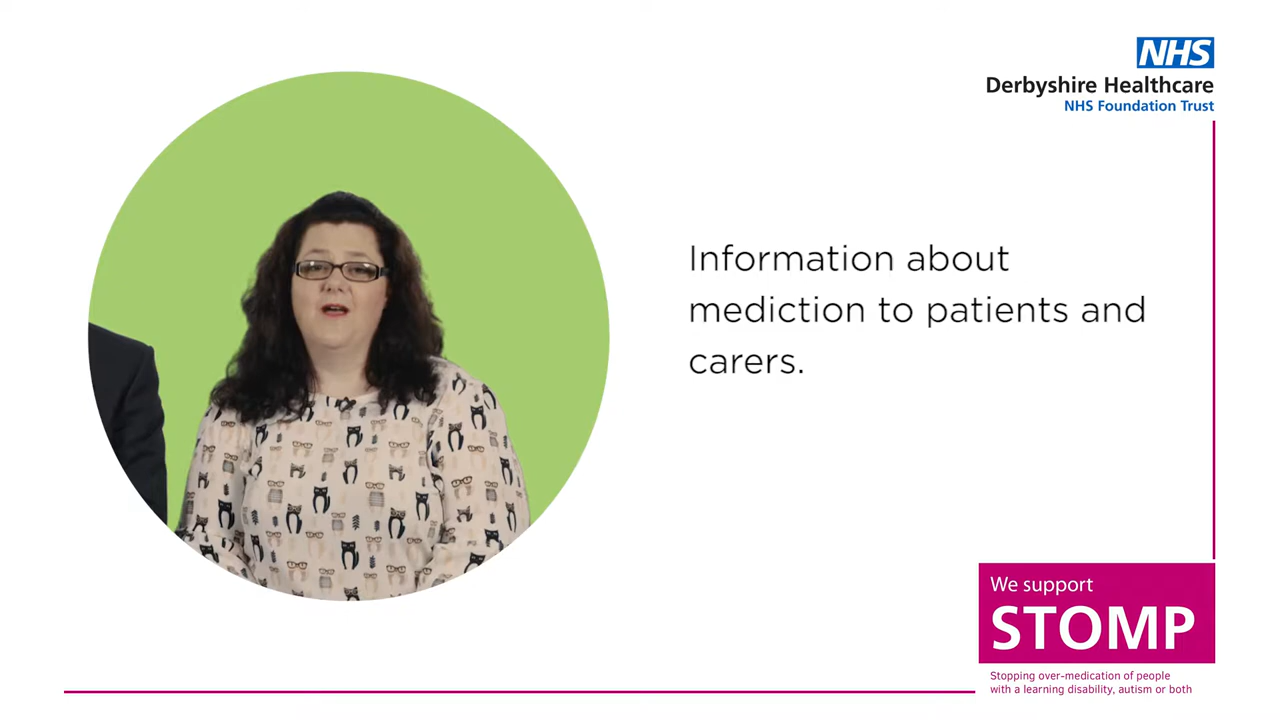 NHS
Derbyshire Healthcare
NHS Foundation Trust
Information about
mediction to patients and
carers.
We support
STOMP
Stopping over-medication of people
with a learning disability, autism or both